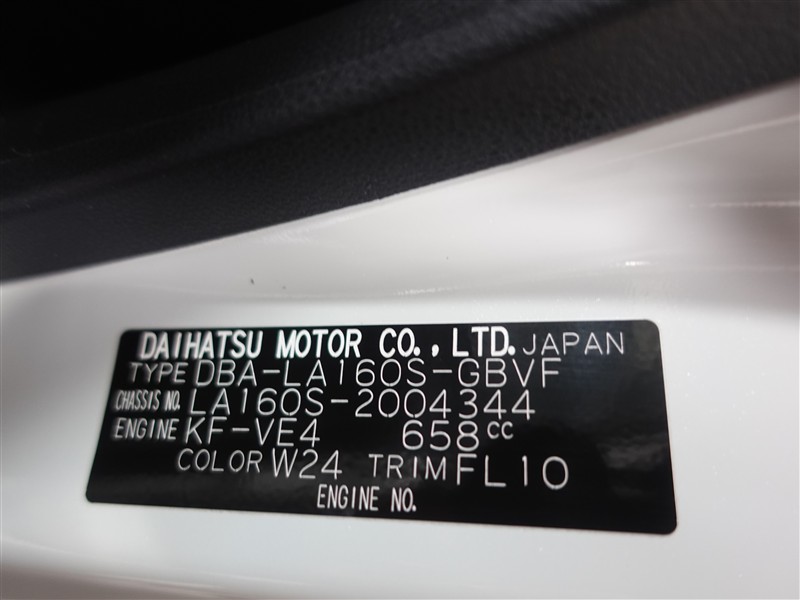 DAIHATSU MOTOR CO., LTD. JAPAN
TYPE DBA-LA160S-GBVF
CHASSIS NO. LA160S-2004344
ENGINE KF-VE4 658CC
COLOR W24 TRIM FL10
ENGINE NO.